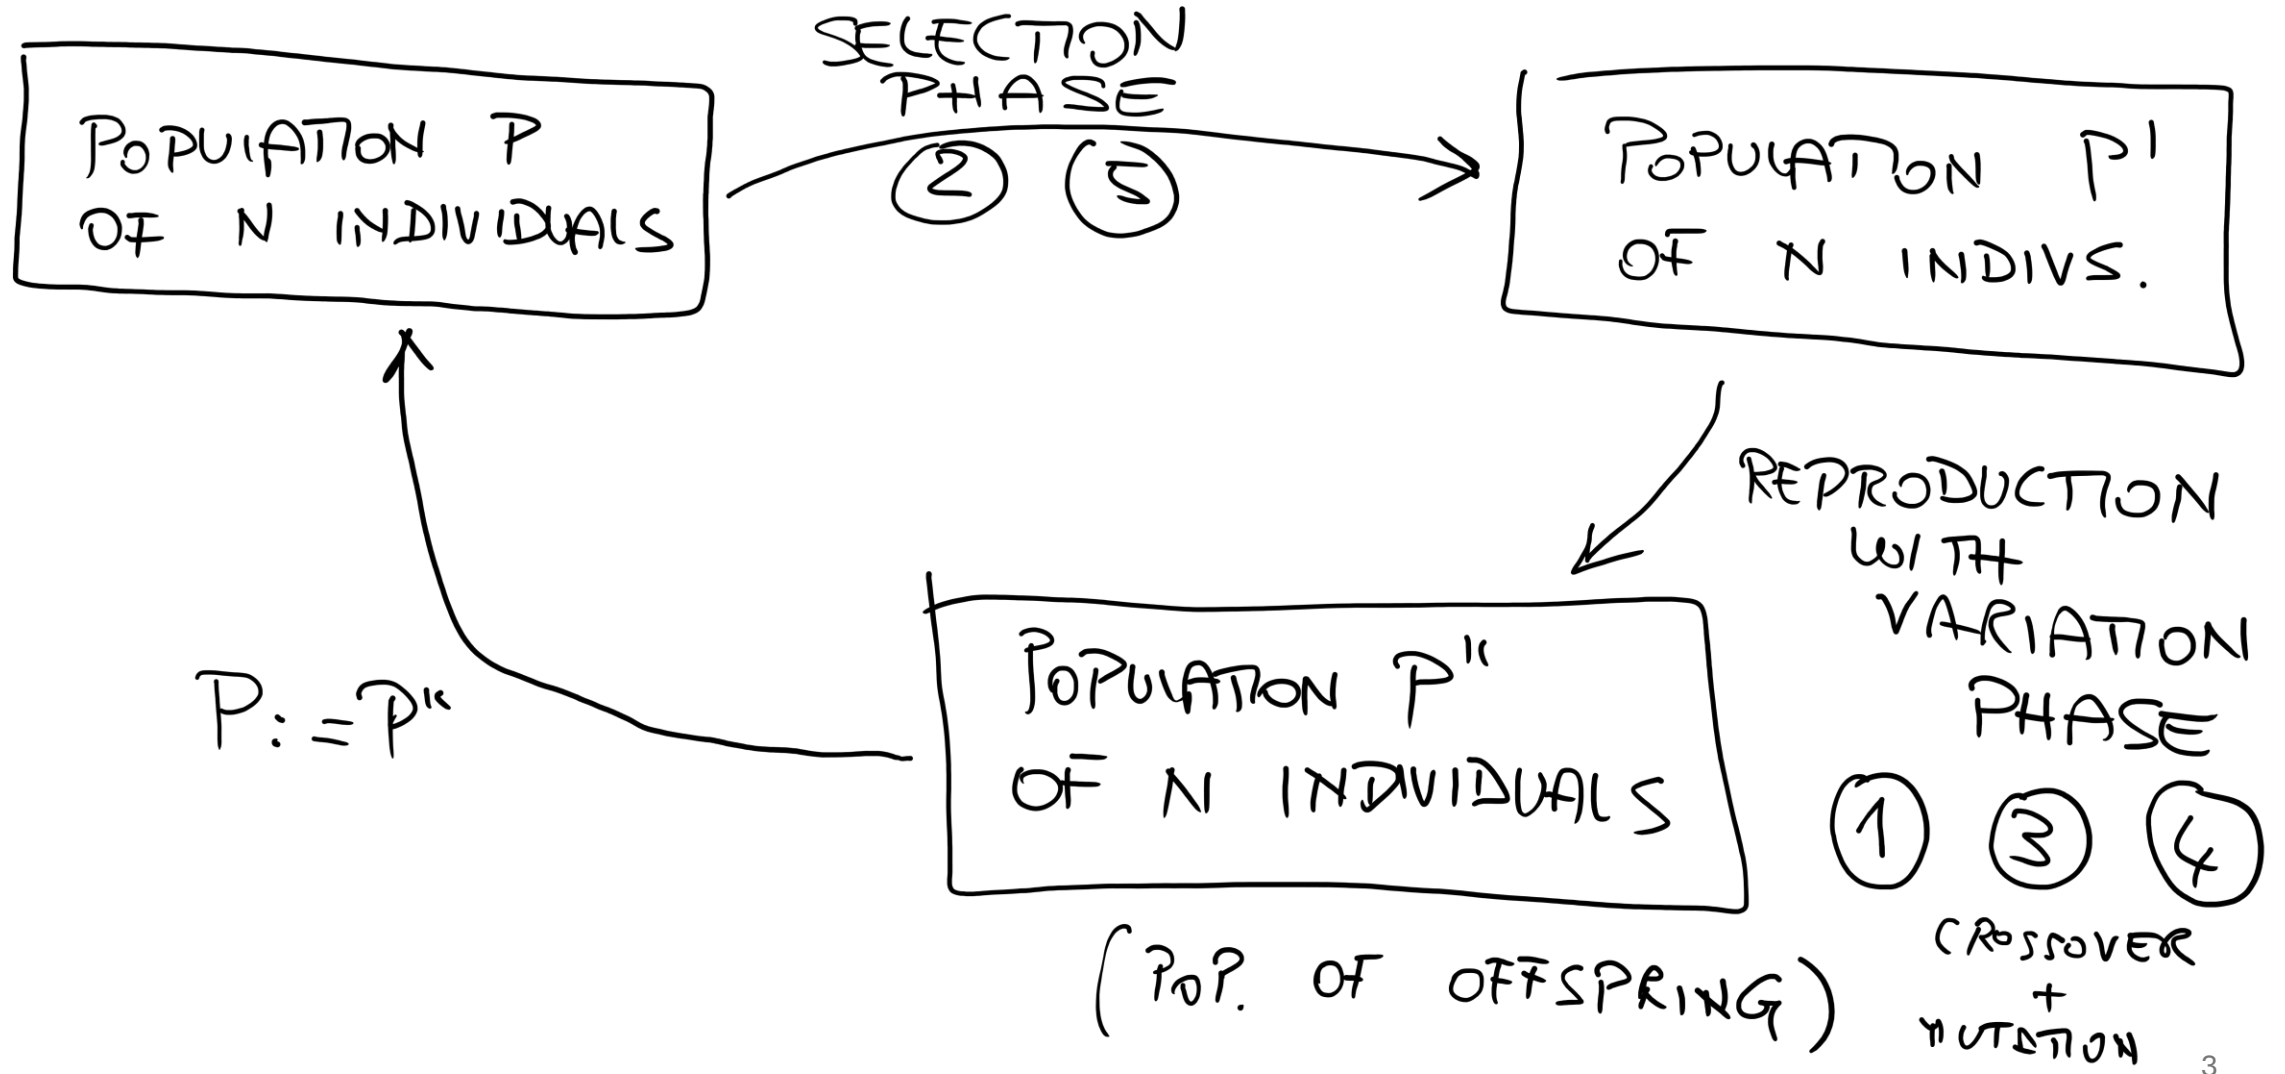 SELECTION
PHASE
2 5
POPULATION P
OF N INDIVIDUALS
POPULATION P'
OF N INDIVS.
REPRODUCTION
WITH
VARIATION
PHASE
1 3 4
CROSSOVER
+
MUTATION
POPULATION P"
OF N INDIVIDUALS
(POP. OF OFFSPRING)
P:=P"
3